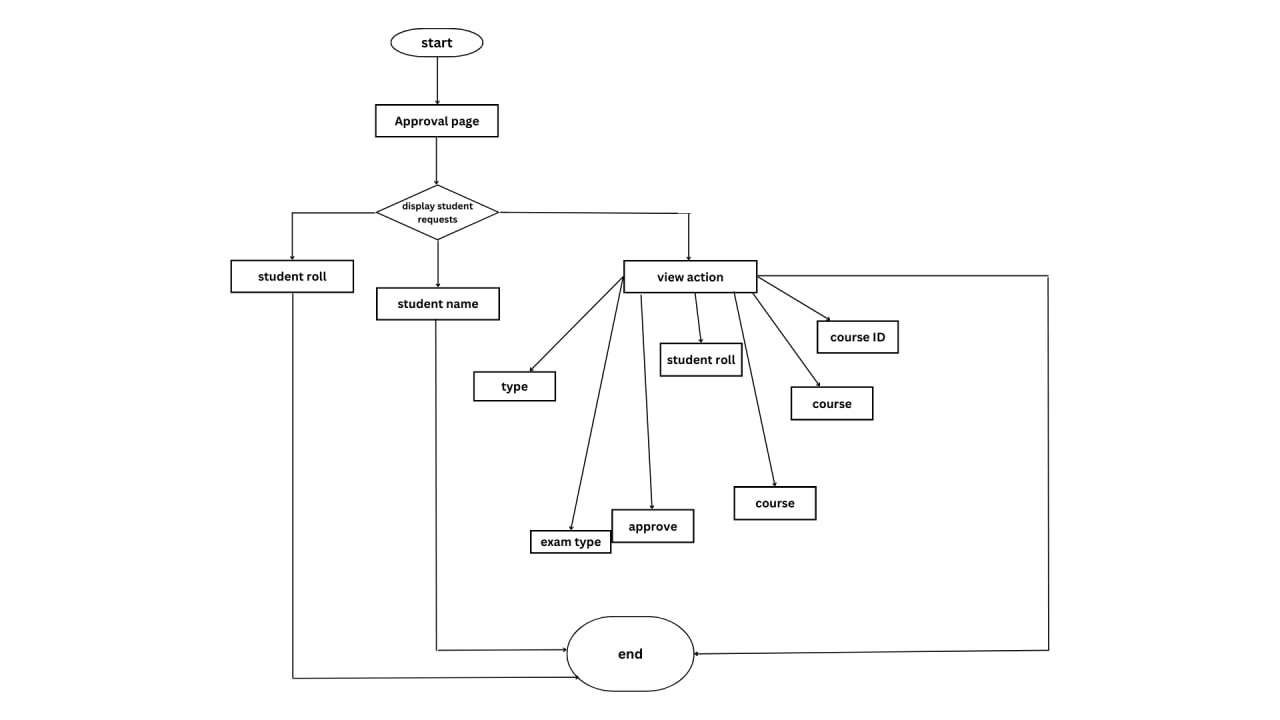 start
Approval page
display student
requests
student roll
student name
view action
course ID
student roll
type
course
course
approve
exam type
end